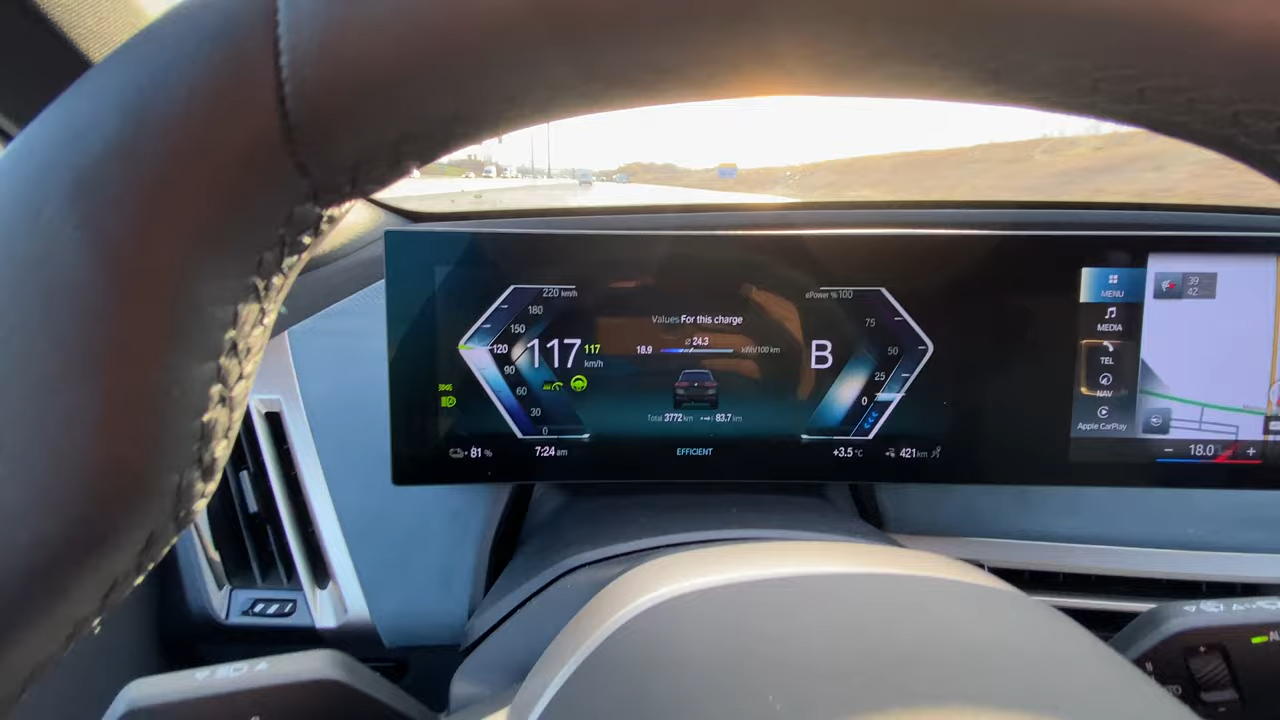 220 km/h
180
150
120
90
60
30
0
117 117
km/h
Values For this charge
⌀ 24.3
18.9 kWh/100 km
Total 3772 km 83.7 km
ePower % 100
75
50
25
0
B
81 %
7:24 am
EFFICIENT
+3.5 °C
421 km
MENU
MEDIA
TEL
NAV
Apple CarPlay
39
42
− 18.0 +